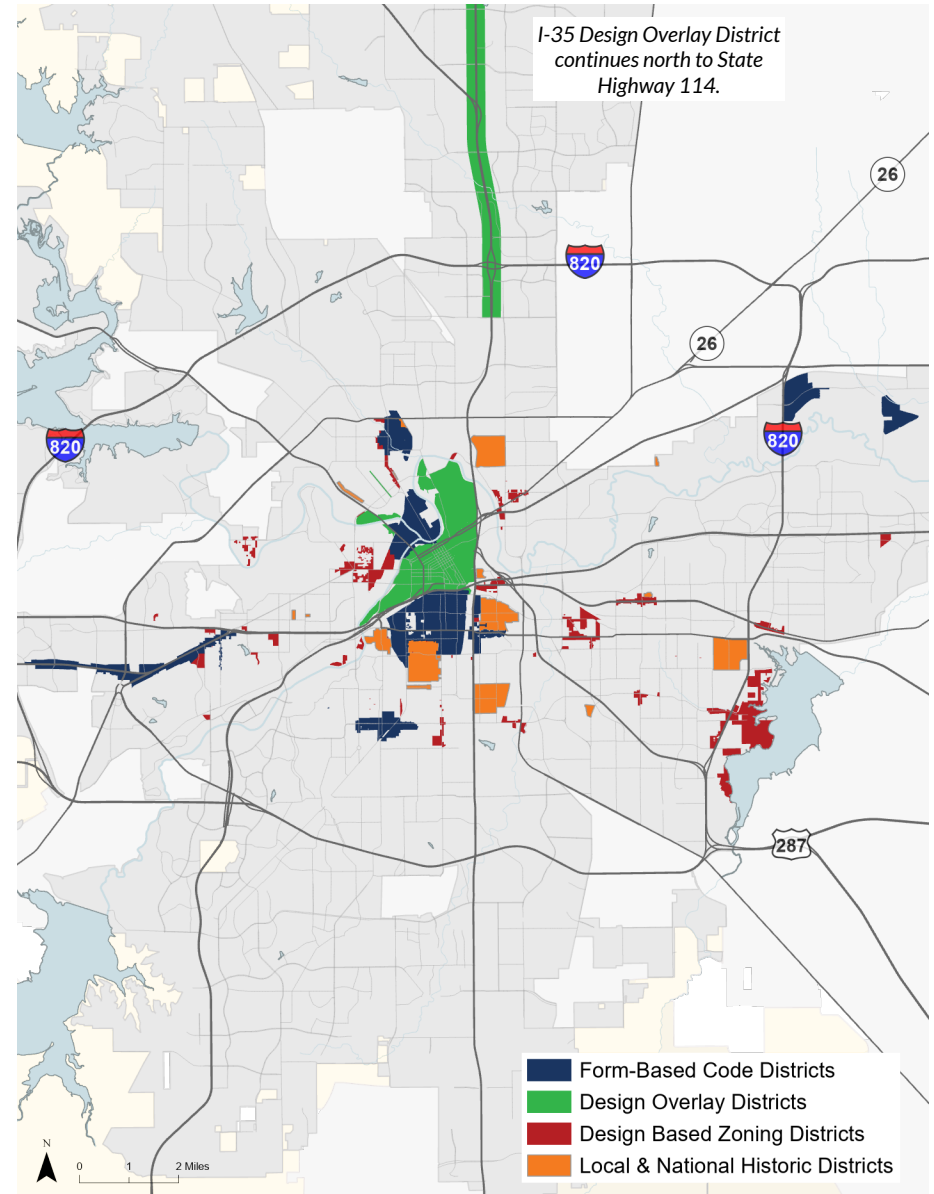 I-35 Design Overlay District
continues north to State
Highway 114.
26
820
26
820
820
287
Form-Based Code Districts
Design Overlay Districts
Design Based Zoning Districts
Local & National Historic Districts
N
0 1 2 Miles